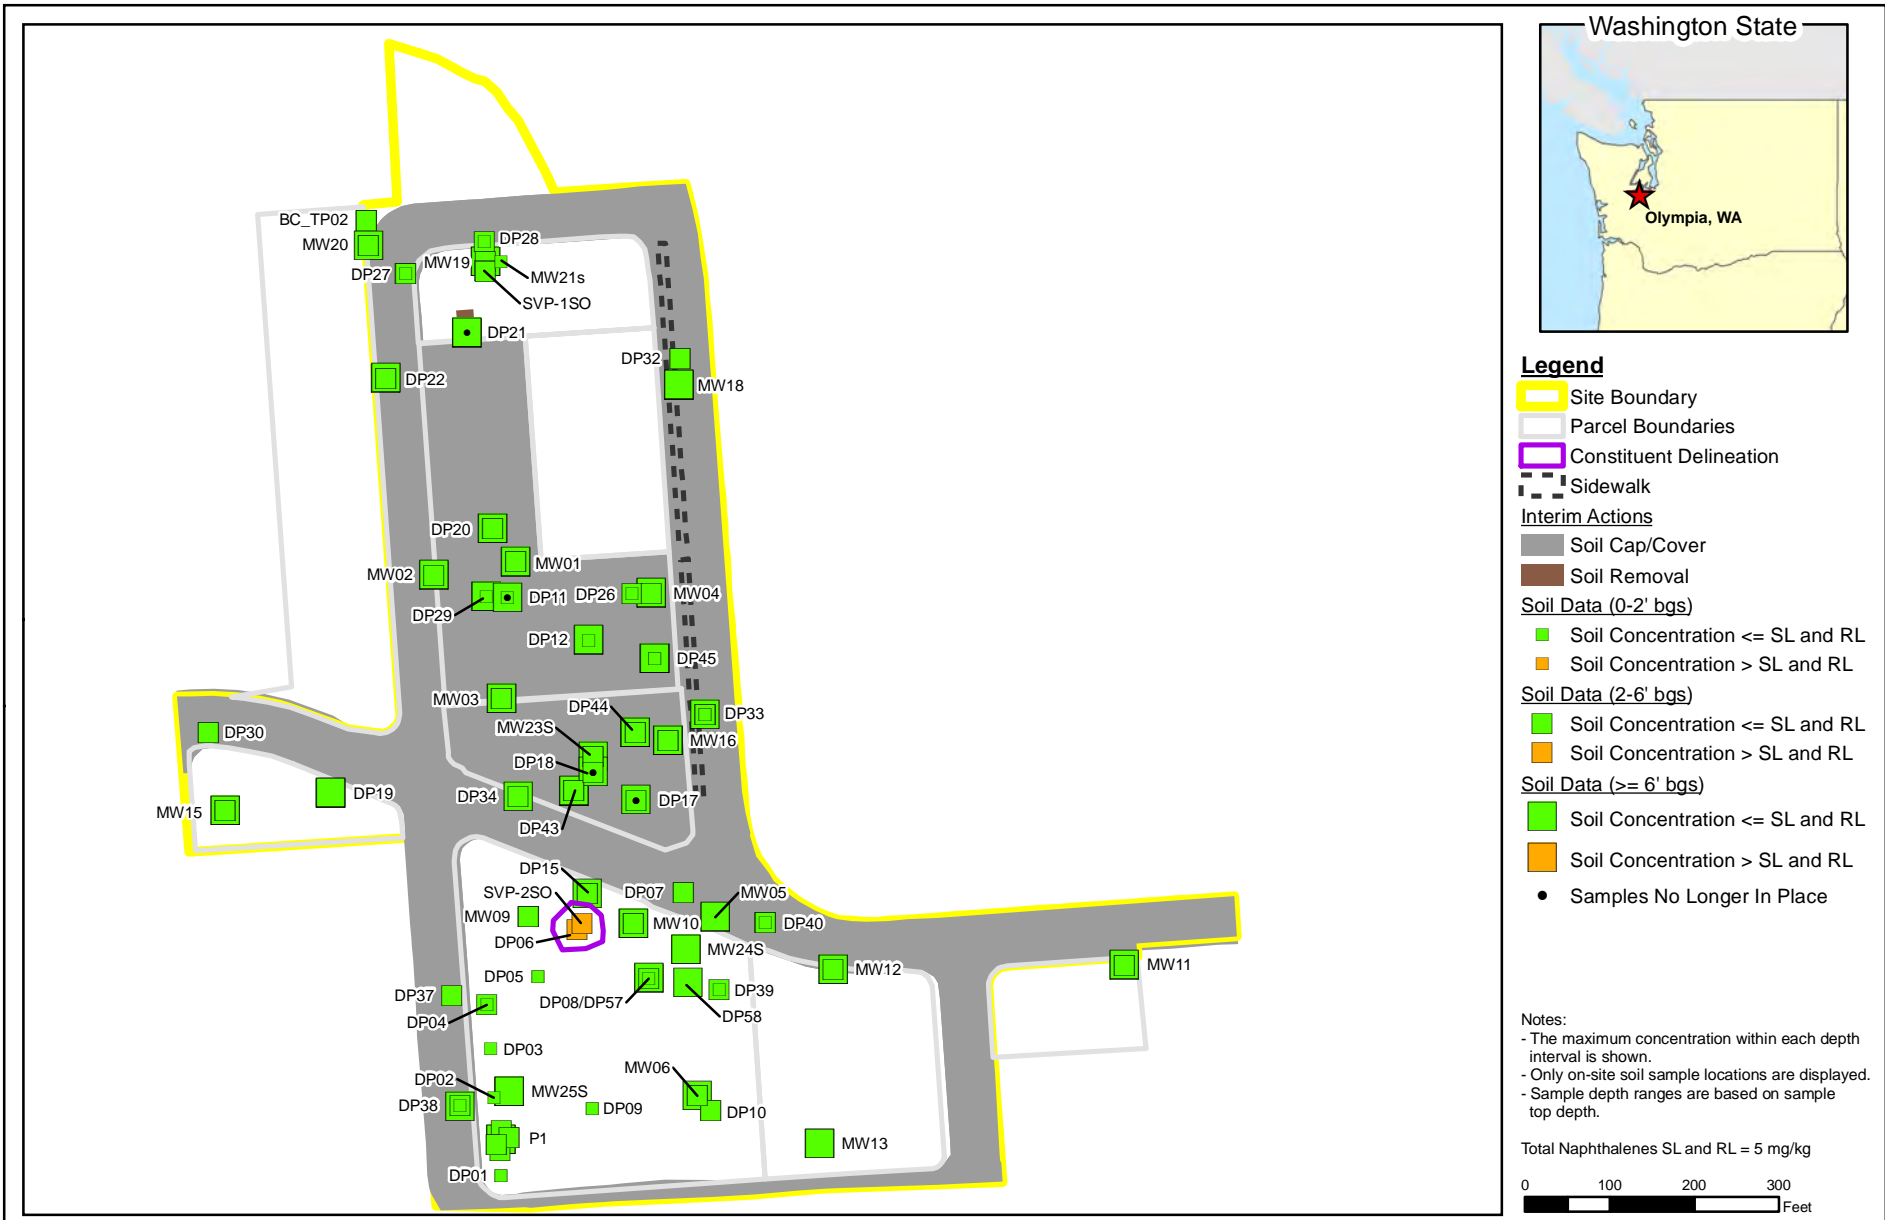 Washington State
Olympia, WA
BC_TP02
MW20
DP27
DP28
MW19
MW21s
SVP-1SO
DP21
DP22
DP32
MW18
DP20
MW01
MW02
DP29
DP11
DP26
MW04
DP12
DP45
MW03
DP44
DP33
MW23S
MW16
DP18
DP30
DP19
DP34
DP17
MW15
DP43
DP15
SVP-2SO
DP07
MW05
MW09
MW10
DP40
DP06
MW24S
DP05
MW12
MW11
DP37
DP08/DP57
DP39
DP04
DP58
DP03
MW06
DP02
MW25S
DP38
DP09
DP10
P1
MW13
DP01
Legend
Site Boundary
Parcel Boundaries
Constituent Delineation
Sidewalk
Interim Actions
Soil Cap/Cover
Soil Removal
Soil Data (0-2' bgs)
Soil Concentration <= SL and RL
Soil Concentration > SL and RL
Soil Data (2-6' bgs)
Soil Concentration <= SL and RL
Soil Concentration > SL and RL
Soil Data (>= 6' bgs)
Soil Concentration <= SL and RL
Soil Concentration > SL and RL
Samples No Longer In Place
Notes:
- The maximum concentration within each depth
interval is shown.
- Only on-site soil sample locations are displayed.
- Sample depth ranges are based on sample
top depth.
Total Naphthalenes SL and RL = 5 mg/kg
0 100 200 300
Feet